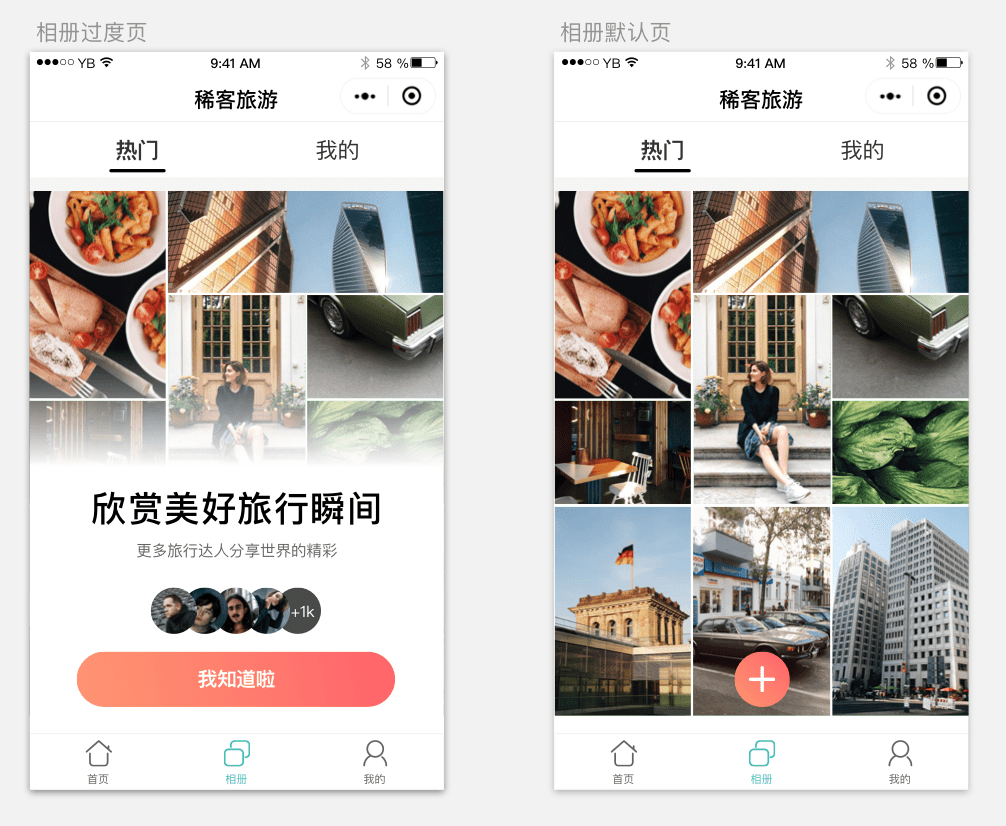 相册过度页
●●●○○ YB 9:41 AM 58 %
稀客旅游
热门 我的
欣赏美好旅行瞬间
更多旅行达人分享世界的精彩
+1k
我知道啦
首页 相册 我的
相册默认页
●●●○○ YB 9:41 AM 58 %
稀客旅游
热门 我的
首页 相册 我的